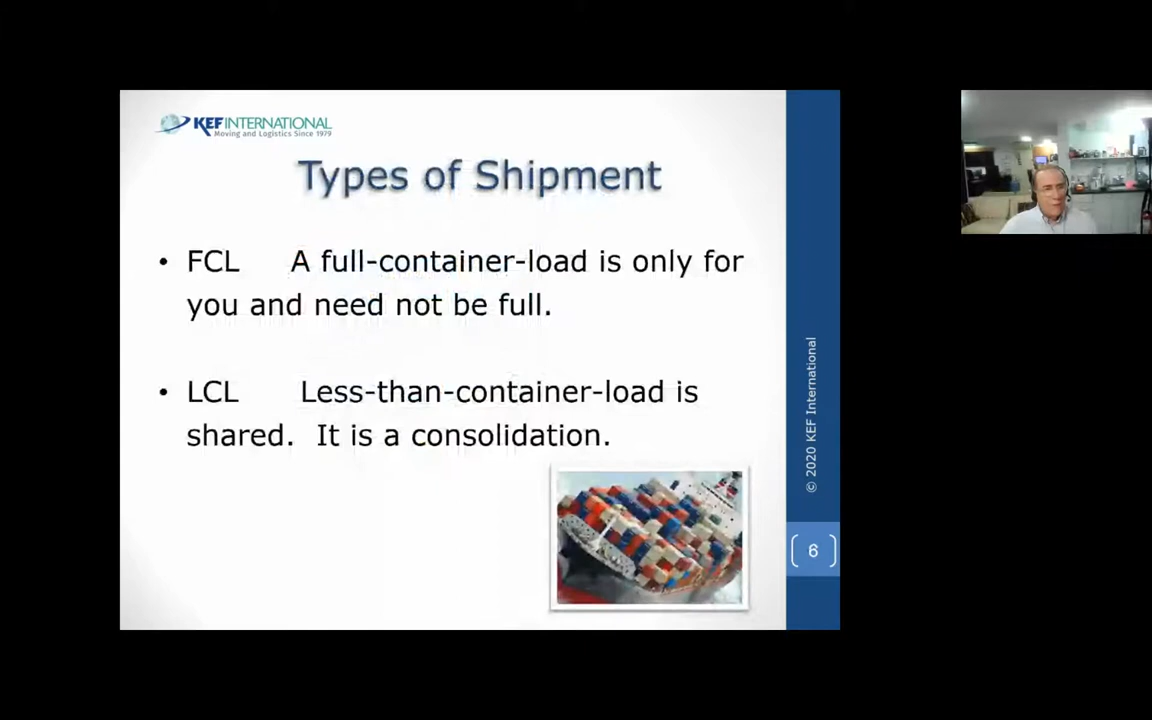 KEF INTERNATIONAL
Moving and Logistics Since 1979
Types of Shipment
• FCL A full-container-load is only for
you and need not be full.
• LCL Less-than-container-load is
shared. It is a consolidation.
© 2020 KEF International
6